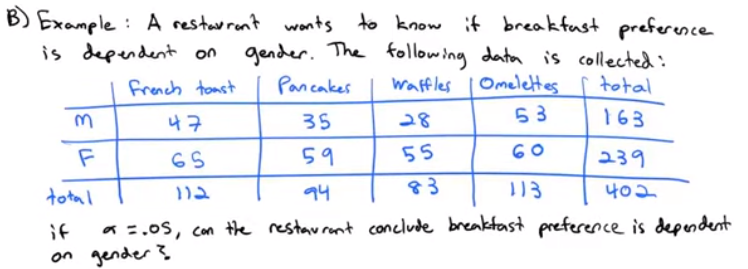 B) Example : A restaurant wants to know if breakfast preference
is dependent on gender. The following data is collected :
French toast Pancakes Waffles Omelettes total
M 47 35 28 53 163
F 65 59 55 60 239
total 112 94 83 113 402
if α = .05, can the restaurant conclude breakfast preference is dependent
on gender?